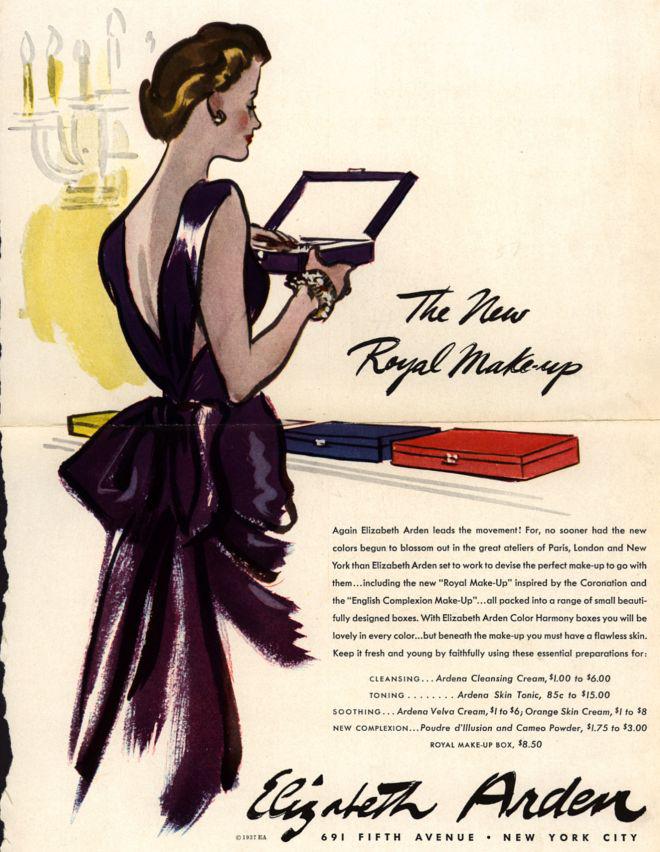 The New
Royal Make-up
Again Elizabeth Arden leads the movement! For, no sooner had the new
colors begun to blossom out in the great ateliers of Paris, London and New
York than Elizabeth Arden set to work to devise the perfect make-up to go with
them...including the new "Royal Make-Up" inspired by the Coronation and
the "English Complexion Make-Up"...all packed into a range of small beauti-
fully designed boxes. With Elizabeth Arden Color Harmony boxes you will be
lovely in every color...but beneath the make-up you must have a flawless skin.
Keep it fresh and young by faithfully using these essential preparations for:
CLEANSING... Ardena Cleansing Cream, $1.00 to $6.00
TONING ........ Ardena Skin Tonic, 85c to $15.00
SOOTHING... Ardena Velva Cream, $1 to $6; Orange Skin Cream, $1 to $8
NEW COMPLEXION...Poudre d'Illusion and Cameo Powder, $1.75 to $3.00
ROYAL MAKE-UP BOX, $8.50
Elizabeth Arden
© 1937 EA
691 FIFTH AVENUE • NEW YORK CITY